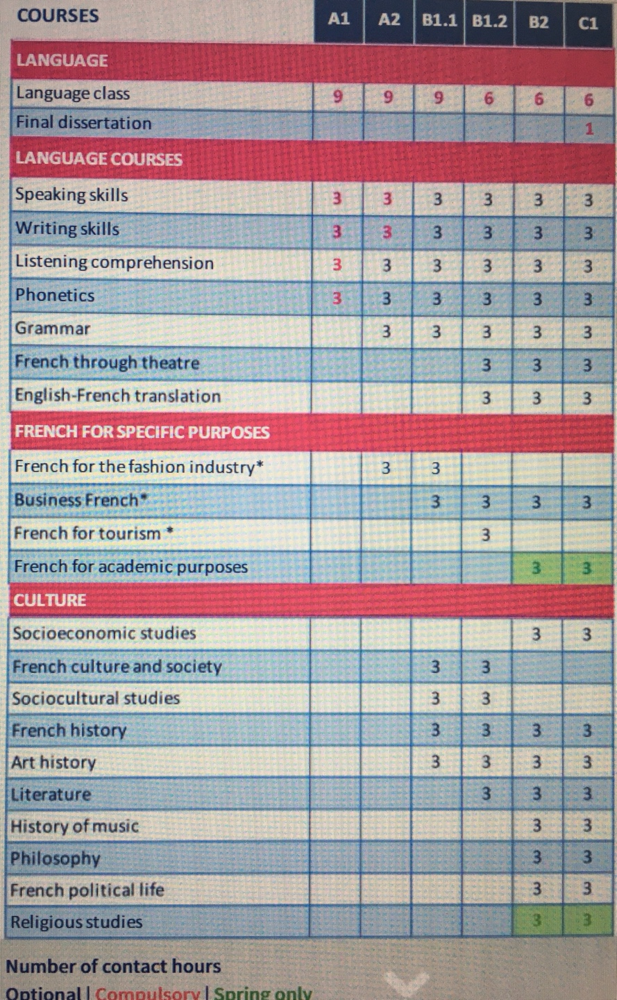 COURSES A1 A2 B1.1 B1.2 B2 C1
LANGUAGE
Language class 9 9 9 6 6 6
Final dissertation 1
LANGUAGE COURSES
Speaking skills 3 3 3 3 3 3
Writing skills 3 3 3 3 3 3
Listening comprehension 3 3 3 3 3 3
Phonetics 3 3 3 3 3 3
Grammar 3 3 3 3 3
French through theatre 3 3 3
English-French translation 3 3 3
FRENCH FOR SPECIFIC PURPOSES
French for the fashion industry* 3 3
Business French* 3 3 3 3
French for tourism * 3
French for academic purposes 3 3
CULTURE
Socioeconomic studies 3 3
French culture and society 3 3
Sociocultural studies 3 3
French history 3 3 3 3
Art history 3 3 3 3
Literature 3 3 3
History of music 3 3
Philosophy 3 3
French political life 3 3
Religious studies 3 3
Number of contact hours
Optional | Compulsory | Spring only